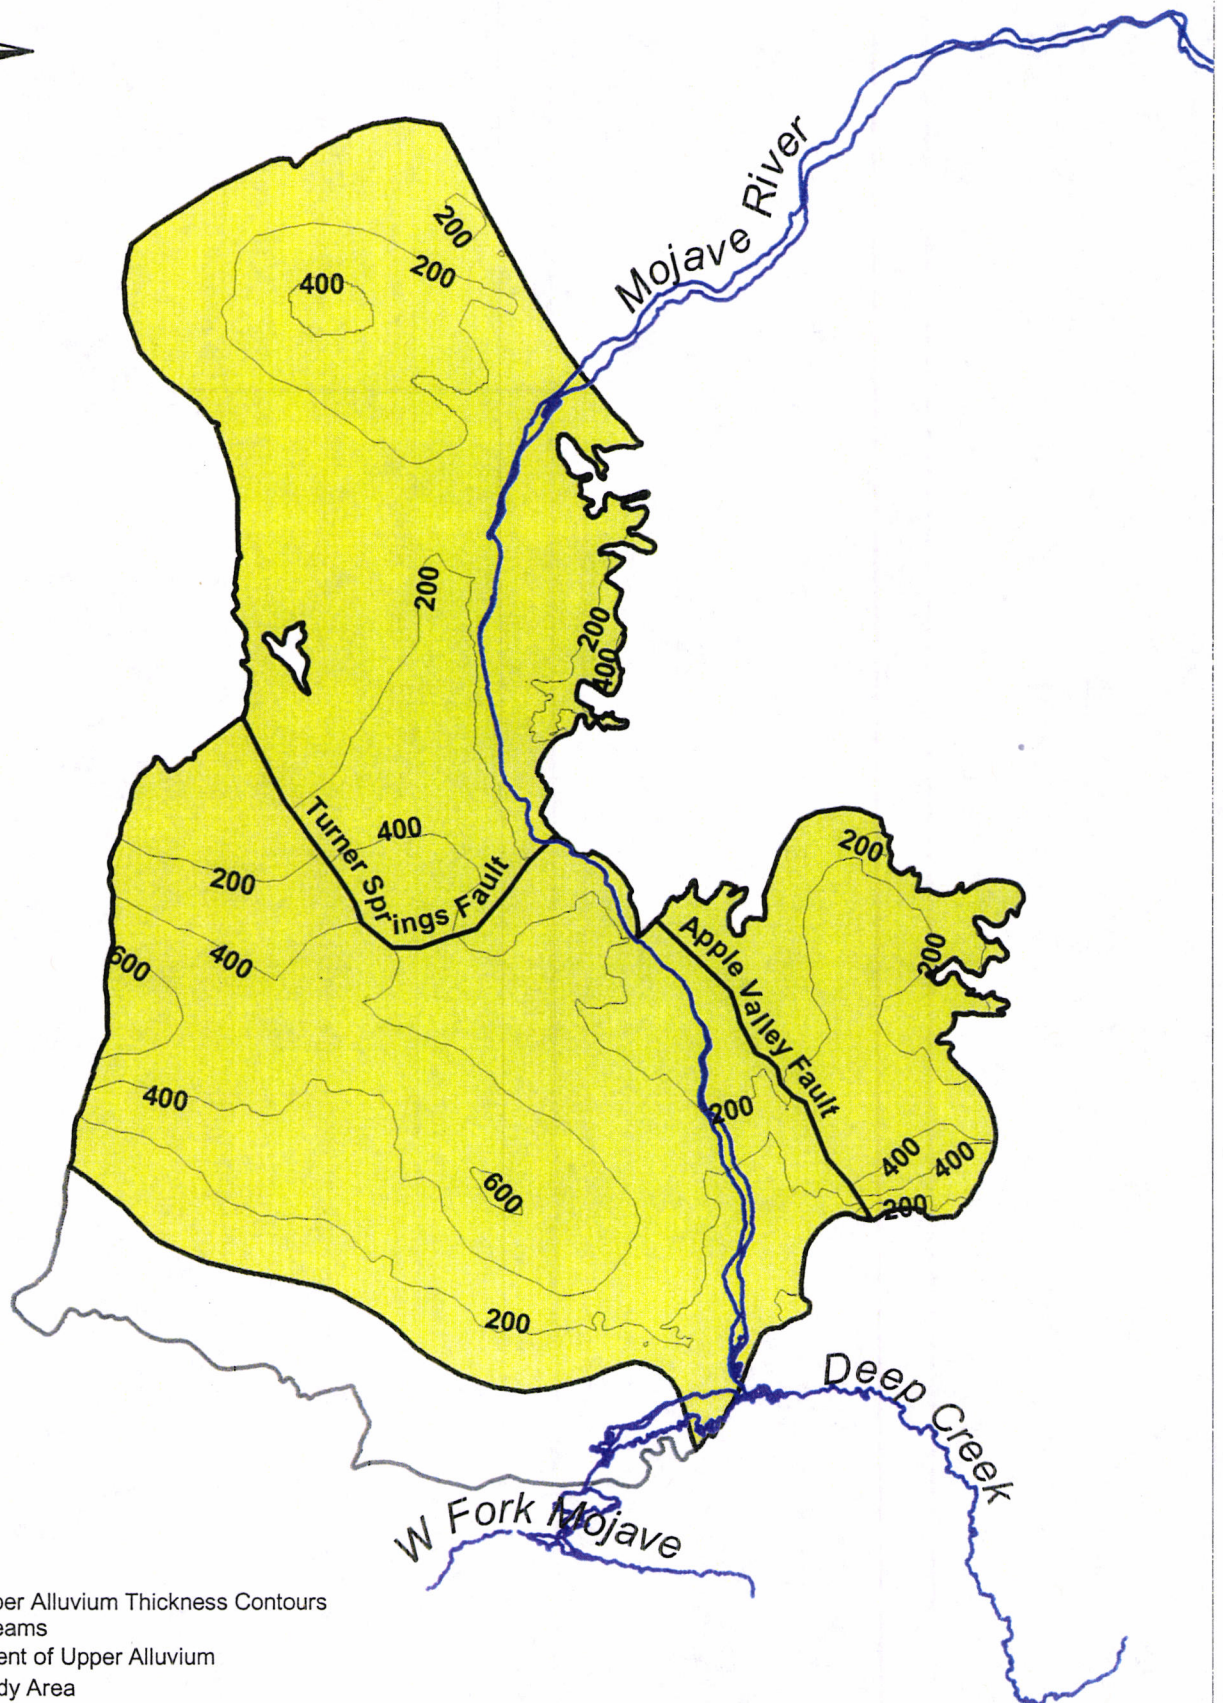 Mojave River
200
200
400
200
200
400
Turner Springs Fault
400
200
200
Apple Valley Fault
200
400
600
400
200
400
400
200
600
200
Deep Creek
W Fork Mojave
per Alluvium Thickness Contours
eams
ent of Upper Alluvium
dy Area